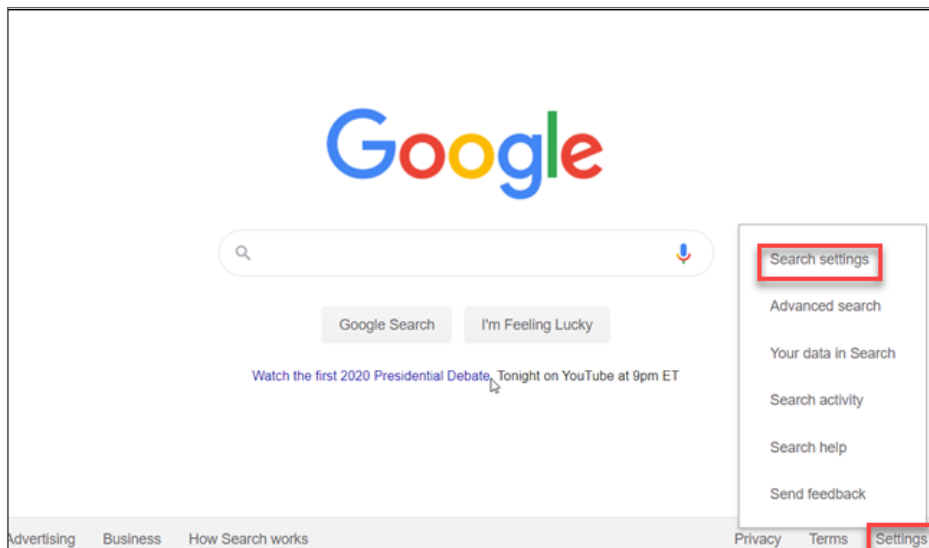 Google
Search settings
Advanced search
Your data in Search
Google Search
I'm Feeling Lucky
Watch the first 2020 Presidential Debate, Tonight on YouTube at 9pm ET
Search activity
Search help
Send feedback
Advertising Business How Search works Privacy Terms Settings